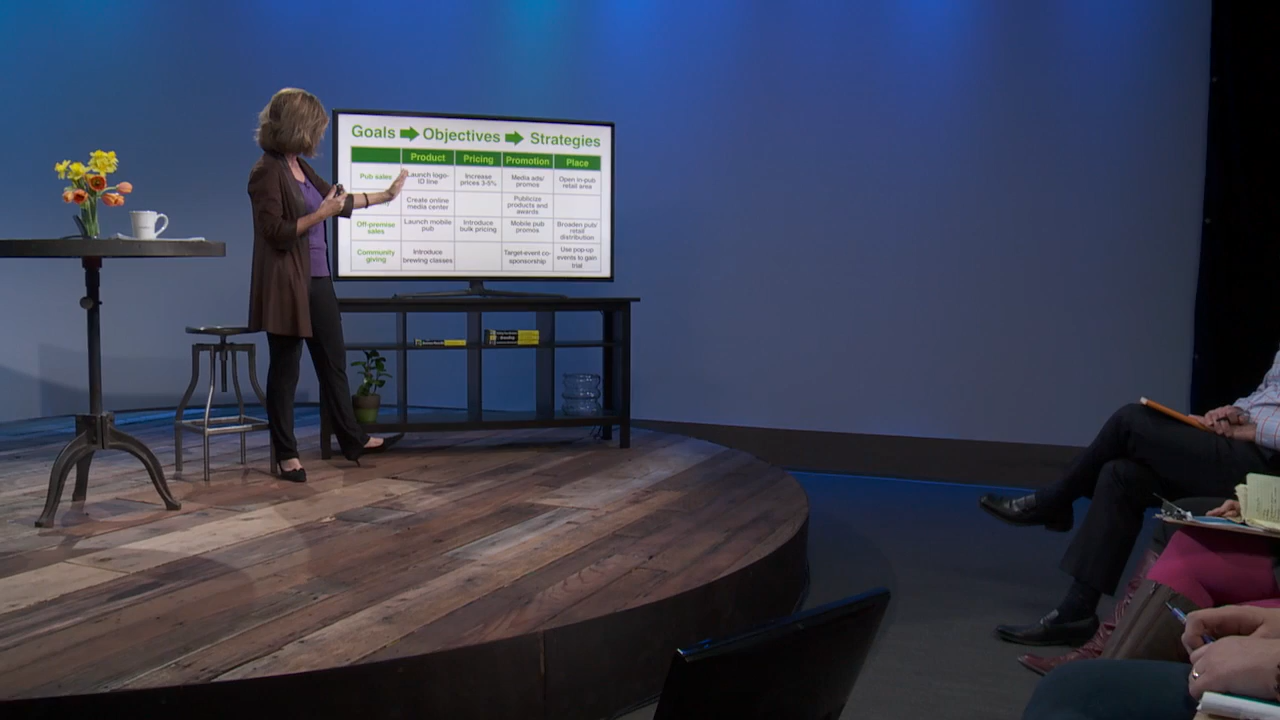 Goals Objectives Strategies
Product Pricing Promotion Place
Pub sales
Launch logo-
ID line
Increase
prices 3-5%
Media ads/
promos
Open in-pub
retail area
Create online
media center
Publicize
products and
awards
Off-premise
sales
Launch mobile
pub
Introduce
bulk pricing
Mobile pub
promos
Broaden pub/
retail
distribution
Community
giving
Introduce
brewing classes
Target-event co-
sponsorship
Use pop-up
events to gain
trial